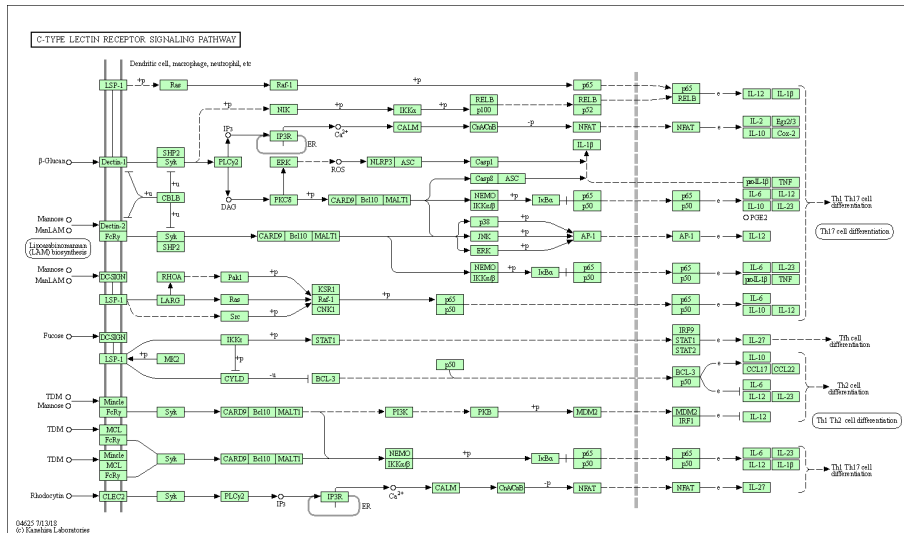 C-TYPE LECTIN RECEPTOR SIGNALING PATHWAY
Dendritic cell, macrophage, neutrophil, etc
LSP-1 +p Ras Raf-1 +p p65 p65 RELB e IL-12 IL-1β
+p NIK IKKα +p RELB p100 RELB p52
IP3 IP3R ER Ca2+ CALM CnA/CnB -p NFAT NFAT e IL-2 Egr2/3 IL-10 Cox-2
IL-1β
β-Glucan Dectin-1 SHP2 Syk PLCγ2 ERK ROS NLRP3 ASC Casp1
Casp8 ASC pro-IL-1β TNF
+u CBLB +u +u
DAG PKCδ +p CARD9 Bcl10 MALT1 NEMO IKKα/β +p IκBα p65 p50 p65 p50 e IL-6 IL-12 IL-10 IL-23
PGE2
Th1 Th17 cell differentiation
Th17 cell differentiation
Mannose
ManLAM
Lipoarabinomannan (LAM) biosynthesis
Dectin-2 FcRγ Syk SHP2 CARD9 Bcl10 MALT1 p38 JNK ERK +p +p +p AP-1 AP-1 e IL-12
NEMO IKKα/β +p IκBα p65 p50 p65 p50 e IL-6 IL-23 pro-IL-1β TNF
Mannose
ManLAM
DC-SIGN RHOA Pak1 +p
LSP-1 LARG Ras +p KSR1 Raf-1 CNK1 +p p65 p50 p65 p50 e IL-6 IL-10 IL-12
Src +p
Fucose DC-SIGN IKKε +p STAT1 IRF9 STAT1 STAT2 e IL-27 Tfh cell differentiation
LSP-1 +p MK2 +p
CYLD -u BCL-3 p50 BCL-3 p50 e IL-10 CCL17 CCL22
e IL-6 IL-12 IL-23
Th2 cell differentiation
TDM
Mannose
Mincle FcRγ Syk CARD9 Bcl10 MALT1 PI3K PKB +p MDM2 MDM2 IRF1 e IL-12
Th1 Th2 cell differentiation
TDM MCL FcRγ
TDM Mincle MCL FcRγ Syk CARD9 Bcl10 MALT1 NEMO IKKα/β +p IκBα p65 p50 p65 p50 e IL-6 IL-23 IL-12 IL-1β
Th1 Th17 cell differentiation
Rhodocytin CLEC2 Syk PLCγ2 IP3 IP3R ER Ca2+ CALM CnA/CnB -p NFAT NFAT e IL-27
04625 7/13/18
(c) Kanehisa Laboratories